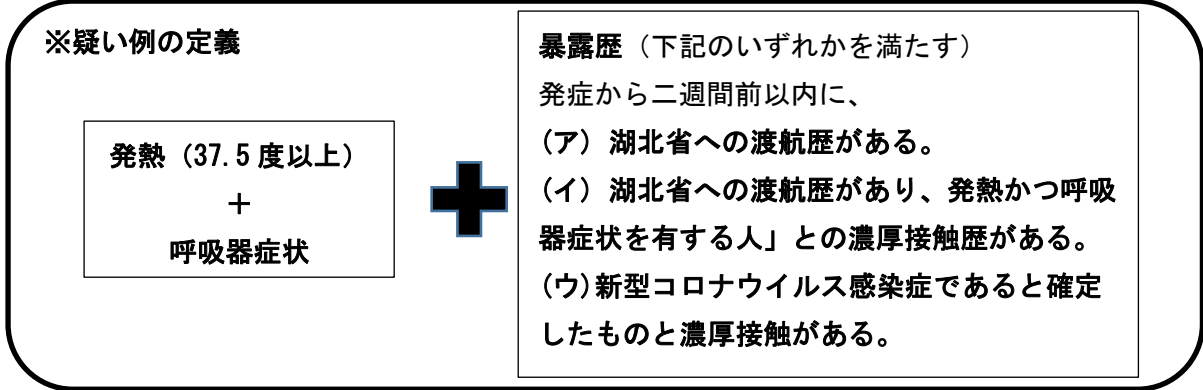 ※疑い例の定義
発熱（37.5度以上）
＋
呼吸器症状
暴露歴（下記のいずれかを満たす）
発症から二週間前以内に、
(ア) 湖北省への渡航歴がある。
(イ) 湖北省への渡航歴があり、発熱かつ呼吸
器症状を有する人」との濃厚接触歴がある。
(ウ)新型コロナウイルス感染症であると確定
したものと濃厚接触がある。